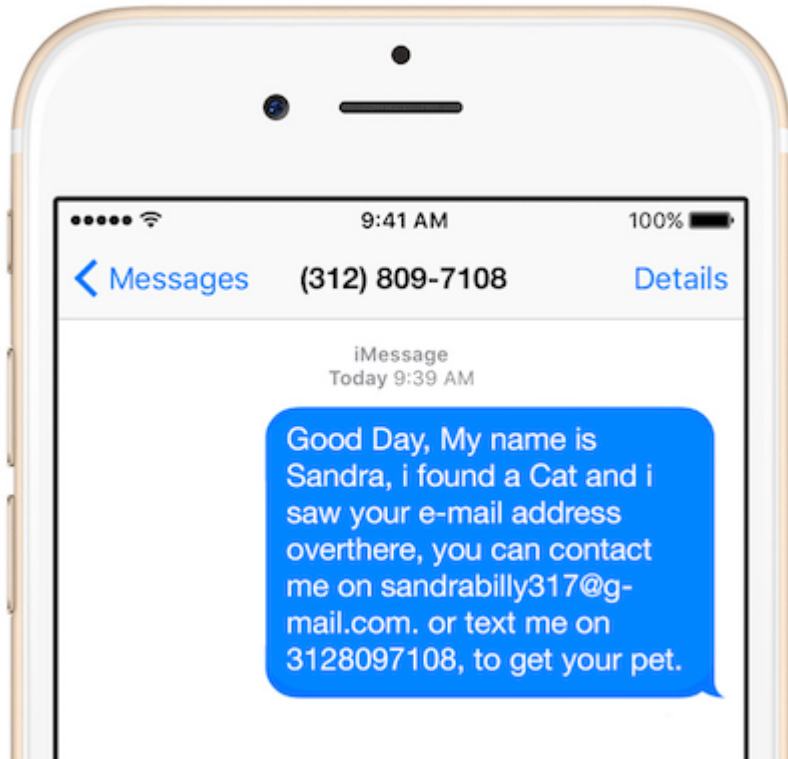 9:41 AM 100%
Messages (312) 809-7108 Details
iMessage
Today 9:39 AM
Good Day, My name is
Sandra, i found a Cat and i
saw your e-mail address
overthere, you can contact
me on sandrabilly317@g-
mail.com. or text me on
3128097108, to get your pet.